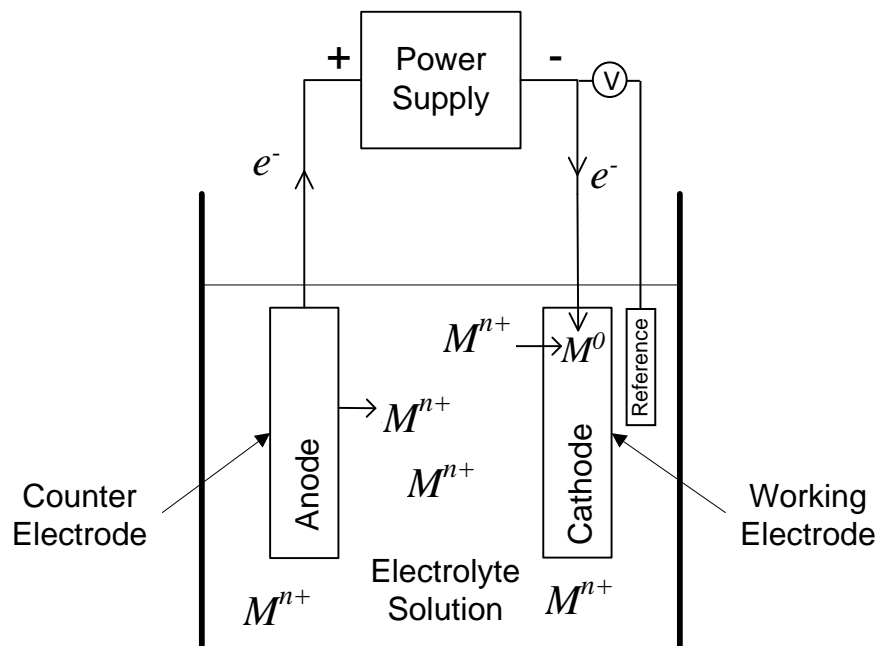 +
Power
Supply
-
V
e-
e-
Mn+
M0
Reference
Mn+
Anode
Mn+
Cathode
Counter
Electrode
Working
Electrode
Electrolyte
Solution
Mn+
Mn+